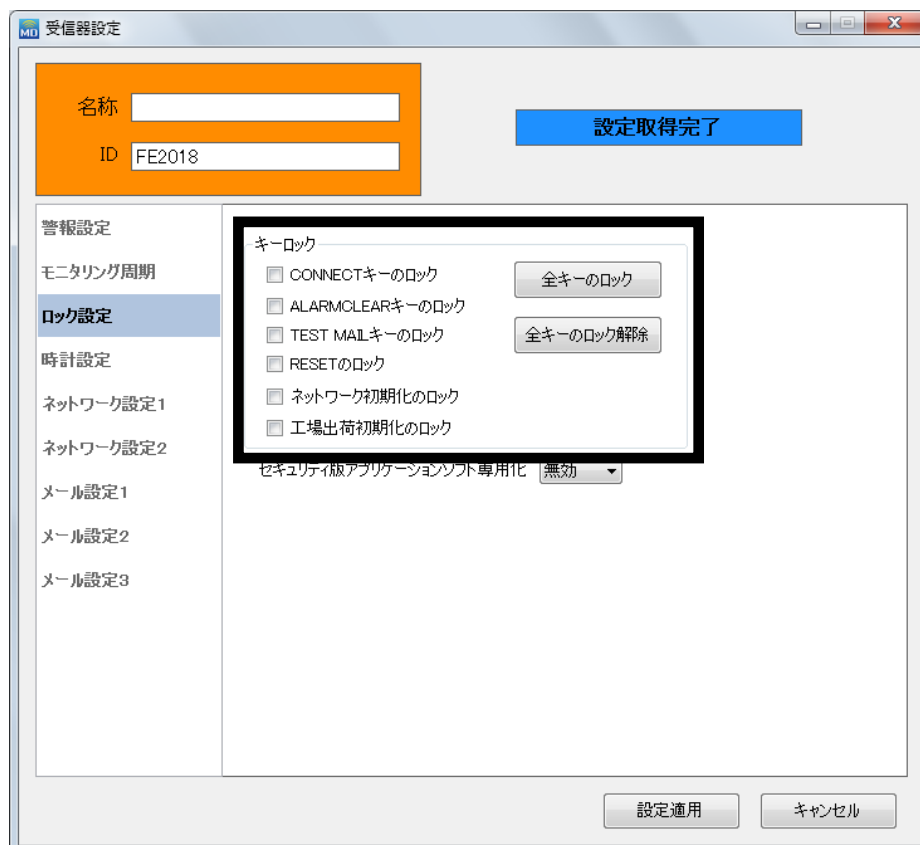 MD 受信器設定
名称
ID FE2018
設定取得完了
警報設定
モニタリング周期
ロック設定
時計設定
ネットワーク設定1
ネットワーク設定2
メール設定1
メール設定2
メール設定3
キーロック
CONNECTキーのロック
ALARMCLEARキーのロック
TEST MAILキーのロック
RESETのロック
ネットワーク初期化のロック
工場出荷初期化のロック
全キーのロック
全キーのロック解除
セキュリティ版アプリケーションソフト専用化 無効
設定適用 キャンセル